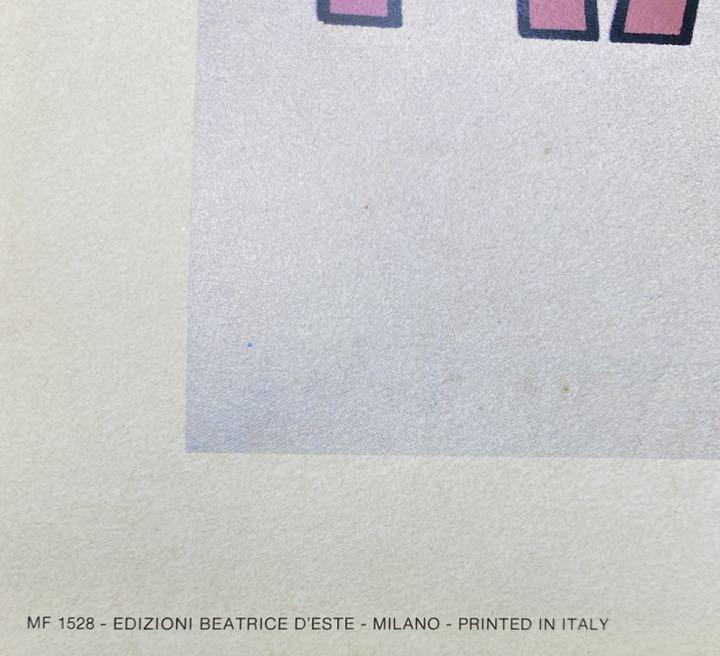 MF 1528 - EDIZIONI BEATRICE D'ESTE - MILANO - PRINTED IN ITALY